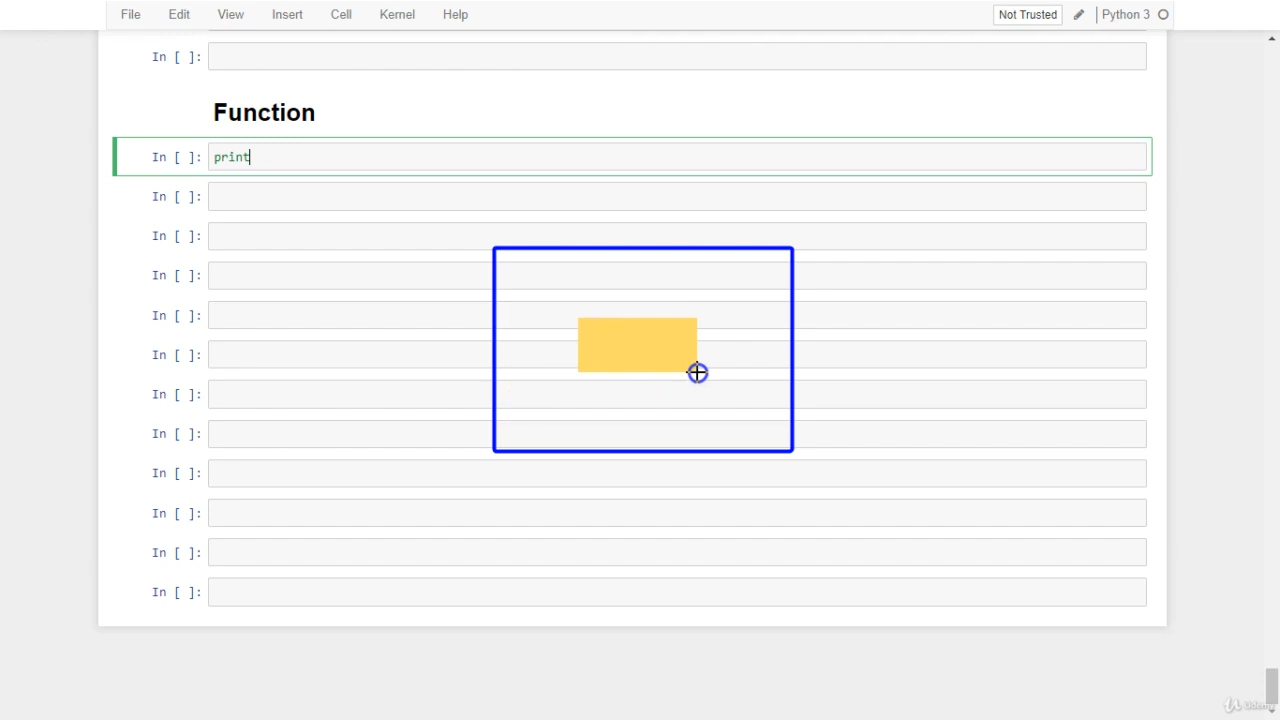 File Edit View Insert Cell Kernel Help Not Trusted Python 3
In [ ]:
Function
In [ ]: print
In [ ]:
In [ ]:
In [ ]:
In [ ]:
In [ ]:
In [ ]:
In [ ]:
In [ ]:
In [ ]:
In [ ]:
In [ ]:
Udemy